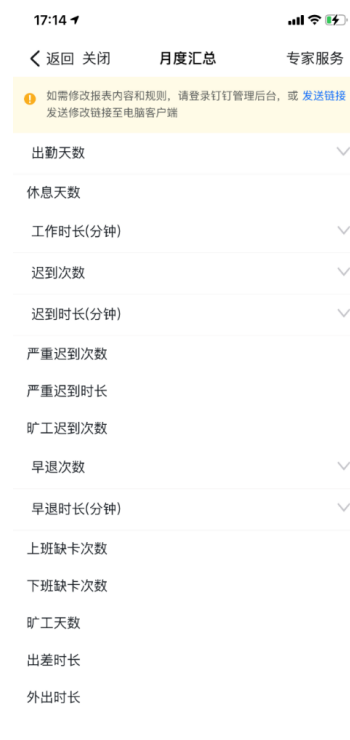 17:14
返回 关闭 月度汇总 专家服务
如需修改报表内容和规则，请登录钉钉管理后台，或 发送链接
发送修改链接至电脑客户端
出勤天数
休息天数
工作时长(分钟)
迟到次数
迟到时长(分钟)
严重迟到次数
严重迟到时长
旷工迟到次数
早退次数
早退时长(分钟)
上班缺卡次数
下班缺卡次数
旷工天数
出差时长
外出时长